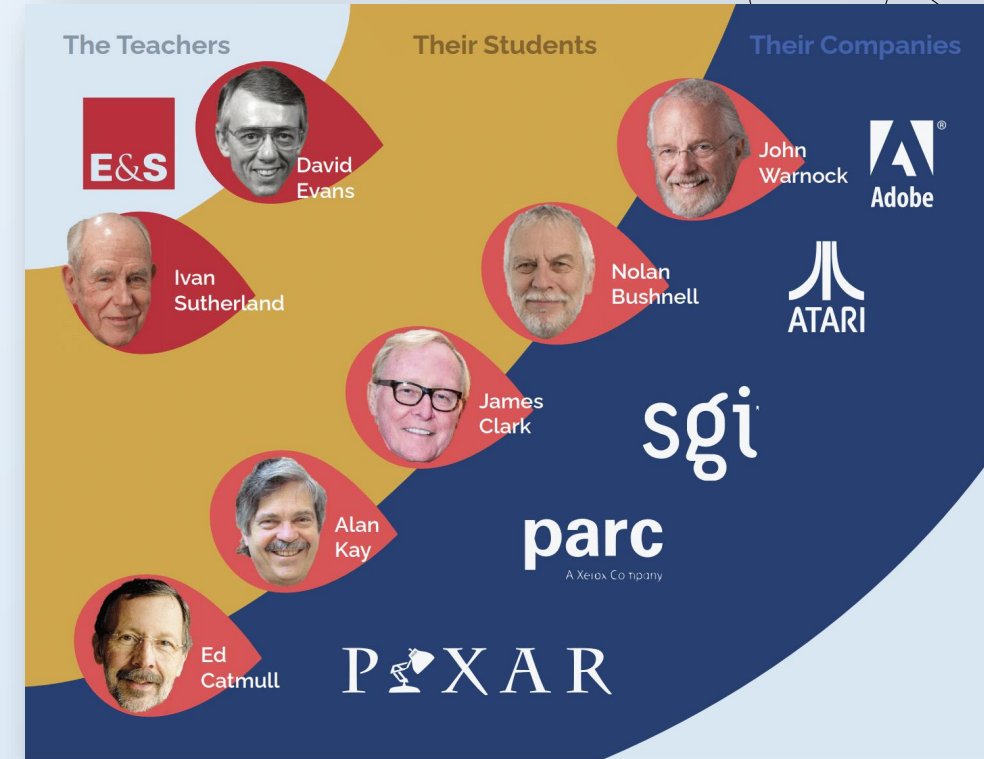 The Teachers
Their Students
Their Companies
E&S
David
Evans
Ivan
Sutherland
John
Warnock
Adobe
®
Nolan
Bushnell
ATARI
James
Clark
sgi
Alan
Kay
parc
A Xerox Company
Ed
Catmull
PIXAR